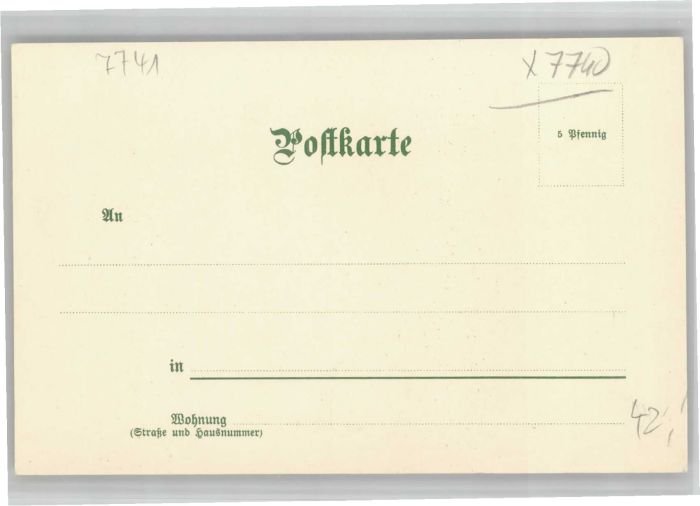 7741
X 7740
5 Pfennig
Postkarte
An
in
Wohnung
(Straße und Hausnummer)
42,